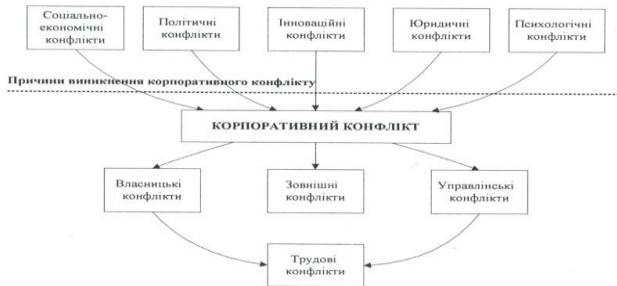 Соціально-
економічні
конфлікти
Політичні
конфлікти
Інноваційні
конфлікти
Юридичні
конфлікти
Психологічні
конфлікти
Причини виникнення корпоративного конфлікту
КОРПОРАТИВНИЙ КОНФЛІКТ
Власницькі
конфлікти
Зовнішні
конфлікти
Управлінські
конфлікти
Трудові
конфлікти